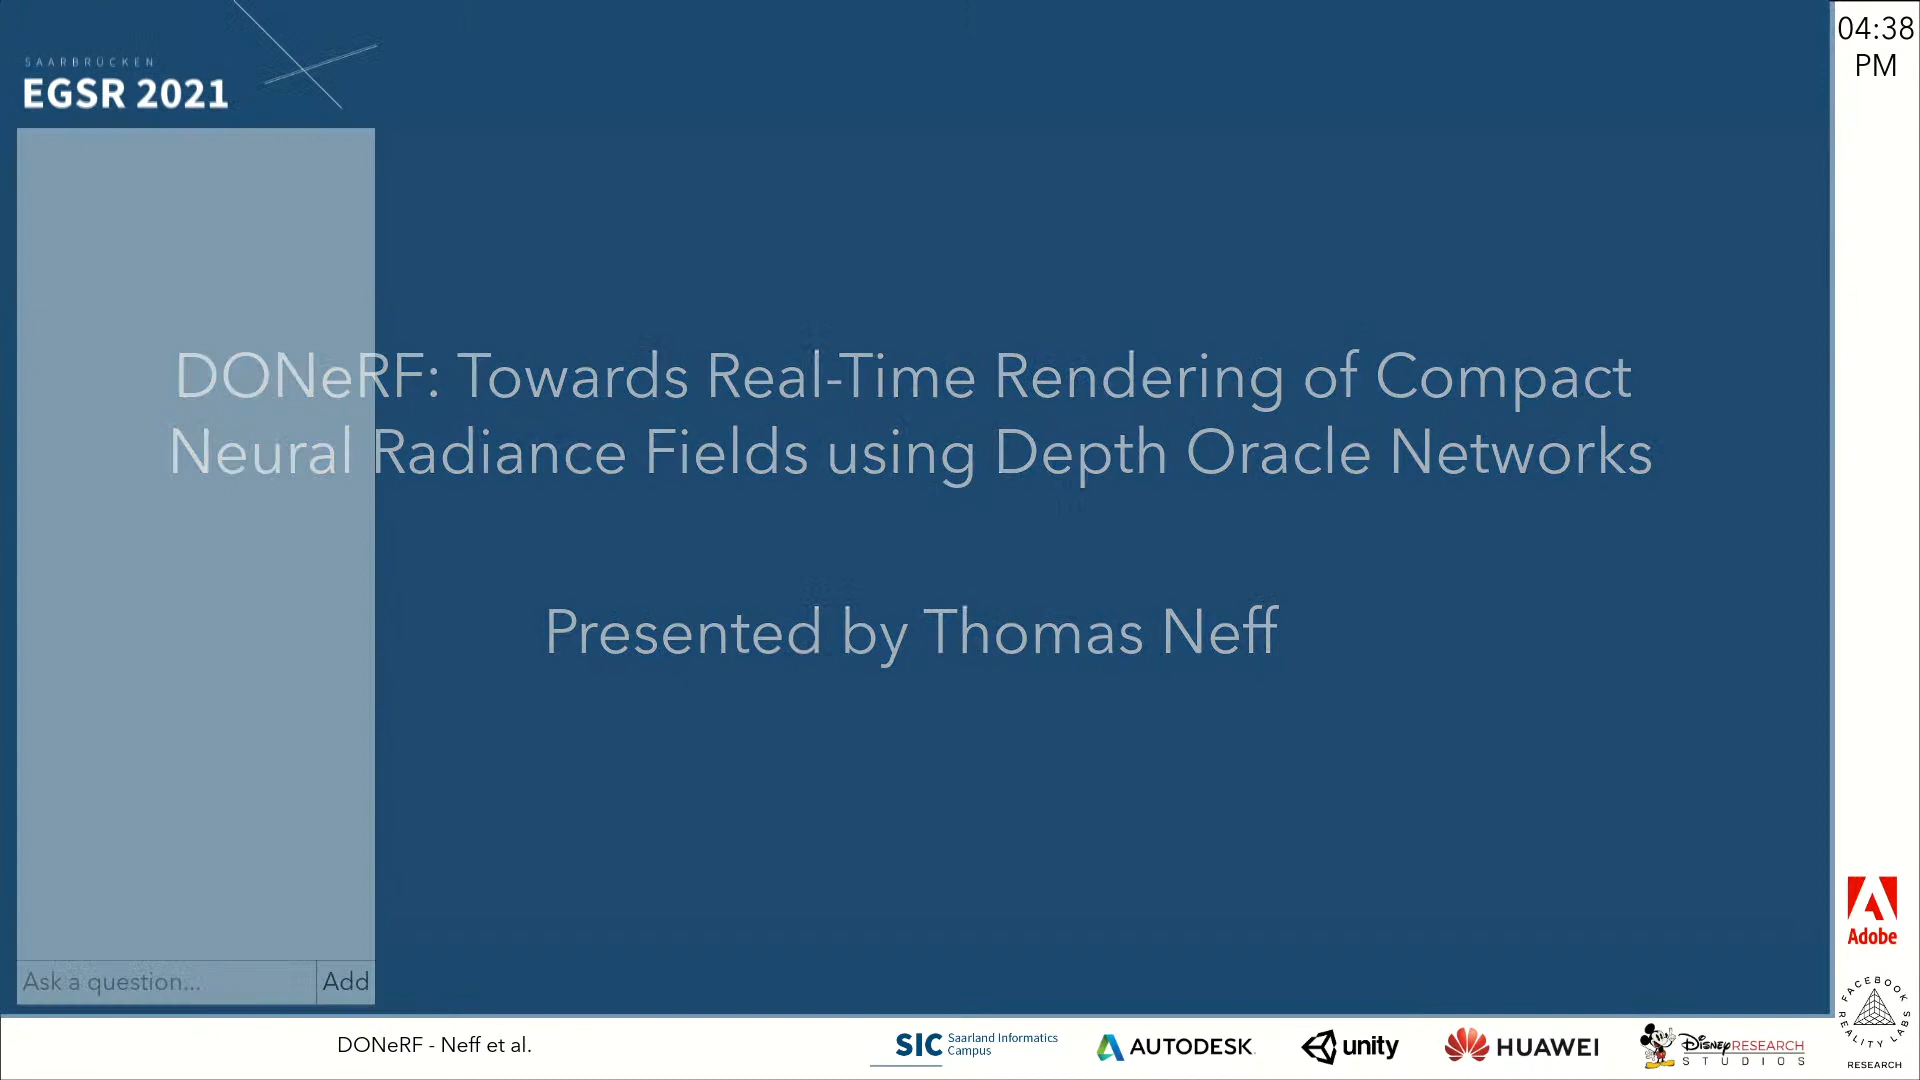 SAARBRÜCKEN
EGSR 2021
04:38
PM
DONeRF: Towards Real-Time Rendering of Compact
Neural Radiance Fields using Depth Oracle Networks
Presented by Thomas Neff
Ask a question...
Add
Adobe
FACEBOOK
REALITY LABS
RESEARCH
DONeRF - Neff et al.
SIC Saarland Informatics
Campus
AUTODESK
unity
HUAWEI
DISNEY RESEARCH
STUDIOS